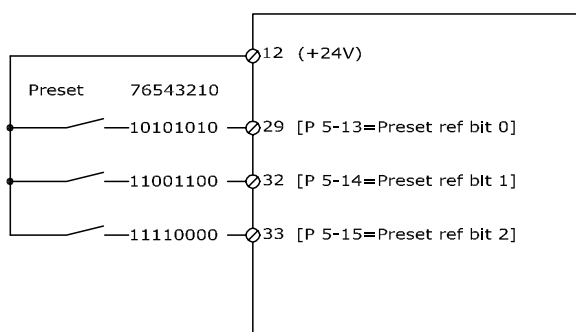 12 (+24V)
Preset 76543210
10101010 29 [P 5-13=Preset ref bit 0]
11001100 32 [P 5-14=Preset ref bit 1]
11110000 33 [P 5-15=Preset ref bit 2]